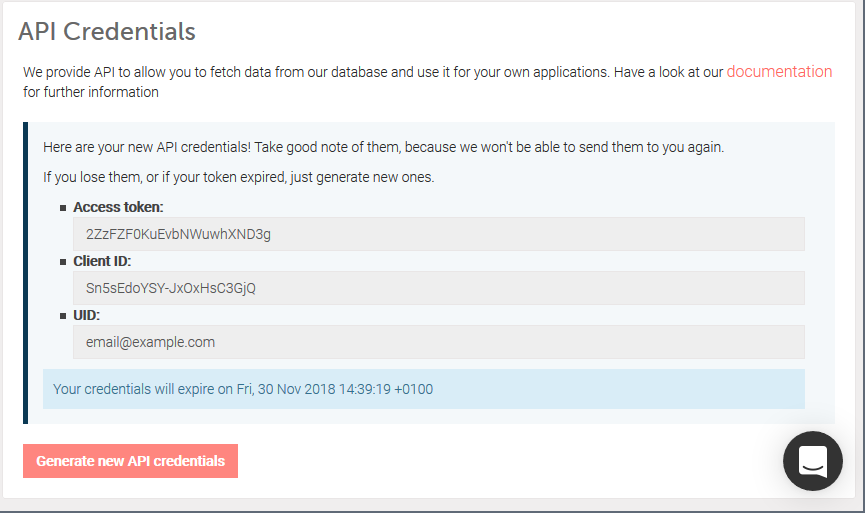 API Credentials
We provide API to allow you to fetch data from our database and use it for your own applications. Have a look at our documentation
for further information
Here are your new API credentials! Take good note of them, because we won't be able to send them to you again.
If you lose them, or if your token expired, just generate new ones.
Access token:
2ZzFZF0KuEvbNWuwhXND3g
Client ID:
Sn5sEdoYSY-JxOxHsC3GjQ
UID:
email@example.com
Your credentials will expire on Fri, 30 Nov 2018 14:39:19 +0100
Generate new API credentials